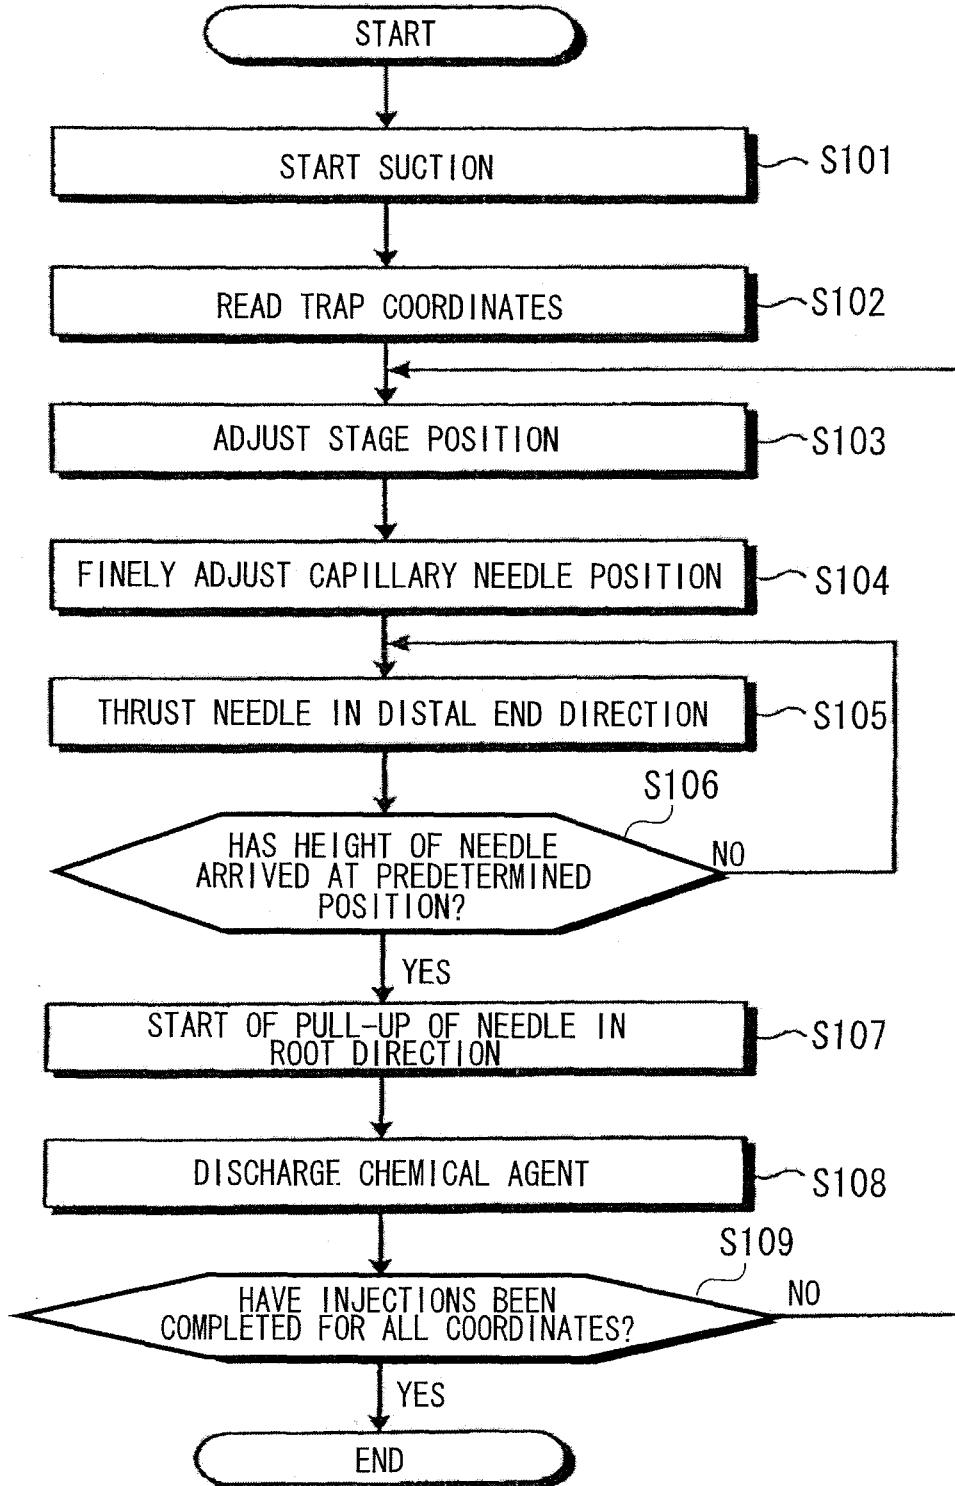 START
START SUCTION
S101
READ TRAP COORDINATES
S102
ADJUST STAGE POSITION
S103
FINELY ADJUST CAPILLARY NEEDLE POSITION
S104
THRUST NEEDLE IN DISTAL END DIRECTION
S105
S106
HAS HEIGHT OF NEEDLE
ARRIVED AT PREDETERMINED
POSITION?
NO
YES
START OF PULL-UP OF NEEDLE IN
ROOT DIRECTION
S107
DISCHARGE CHEMICAL AGENT
S108
S109
HAVE INJECTIONS BEEN
COMPLETED FOR ALL COORDINATES?
NO
YES
END